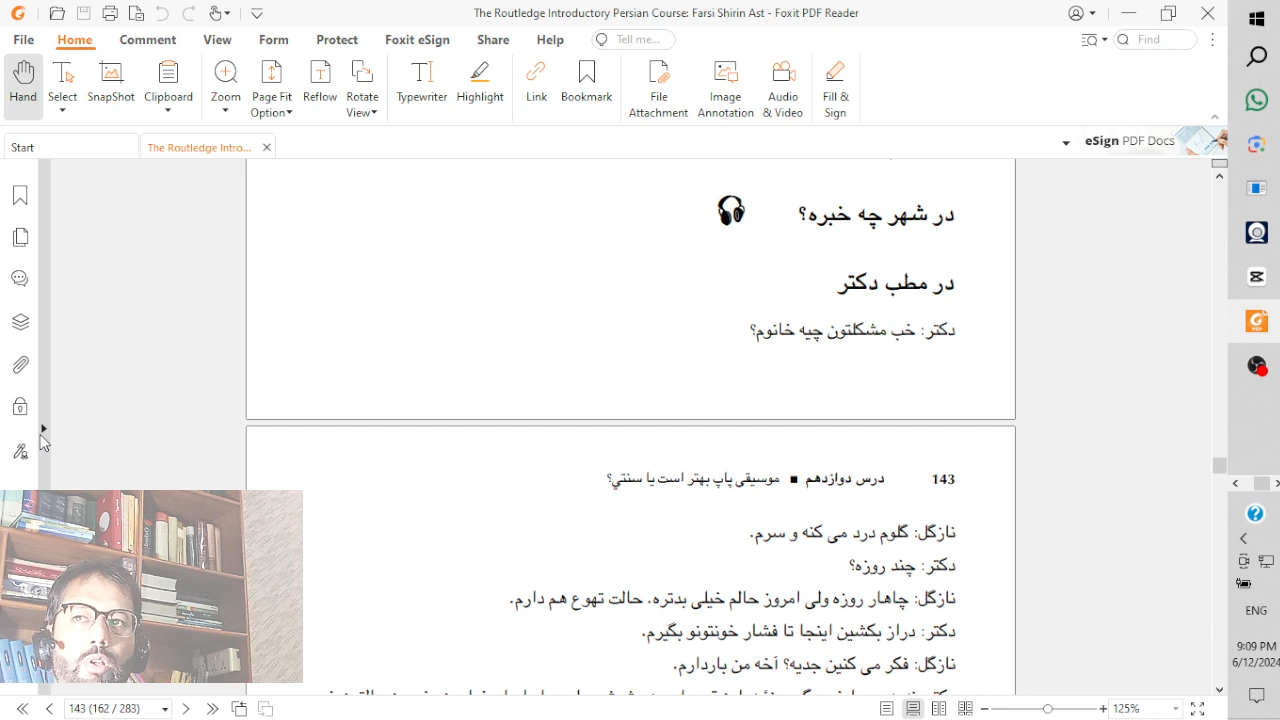 The Routledge Introductory Persian Course: Farsi Shirin Ast - Foxit PDF Reader
File Home Comment View Form Protect Foxit eSign Share Help Tell me... Find
Hand Select SnapShot Clipboard Zoom Page Fit Option Reflow Rotate View Typewriter Highlight Link Bookmark File Attachment Image Annotation Audio & Video Fill & Sign
Start The Routledge Intro... eSign PDF Docs
در شهر چه خبره؟
در مطب دکتر
دکتر: خب مشکلتون چیه خانوم؟
143 درس دوازدهم ■ موسیقی پاپ بهتر است یا سنتي؟
نازگل: گلوم درد می کنه و سرم.
دکتر: چند روزه؟
نازگل: چاهار روزه ولی امروز حالم خیلی بدتره. حالت تهوع هم دارم.
دکتر: دراز بکشین اینجا تا فشار خونتونو بگیرم.
نازگل: فکر می کنین جدیه؟ آخه من باردارم.
ENG
9:09 PM
6/12/2024
143 (162 / 283) 125%